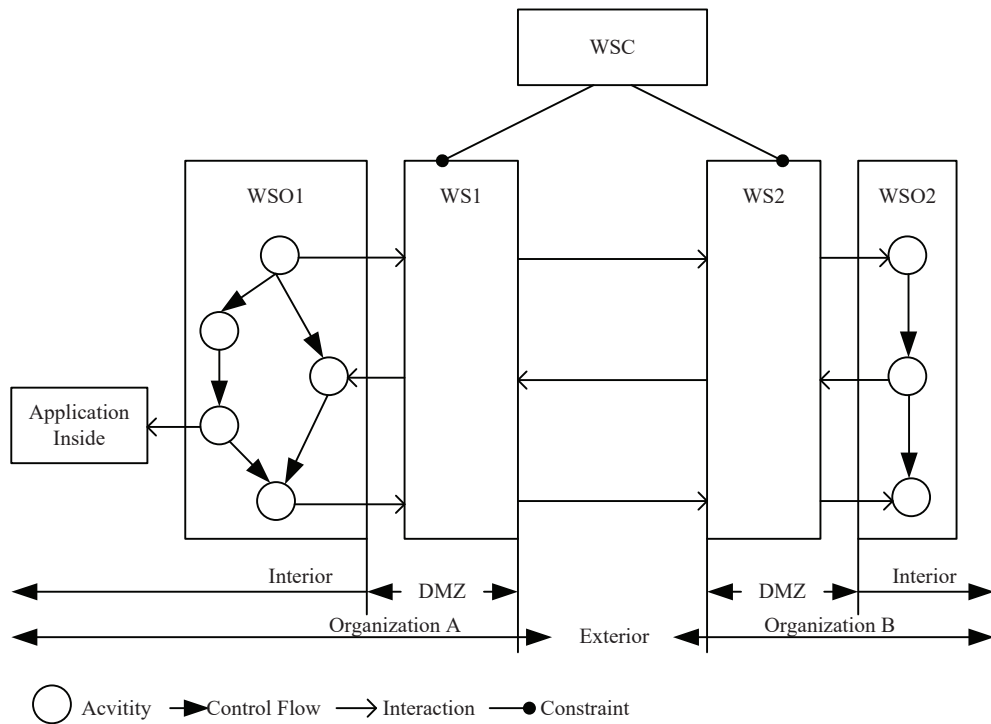 WSC
WSO1
WS1
WS2
WSO2
Application
Inside
Interior
DMZ
DMZ
Interior
Organization A
Exterior
Organization B
Acvitity
Control Flow
Interaction
Constraint